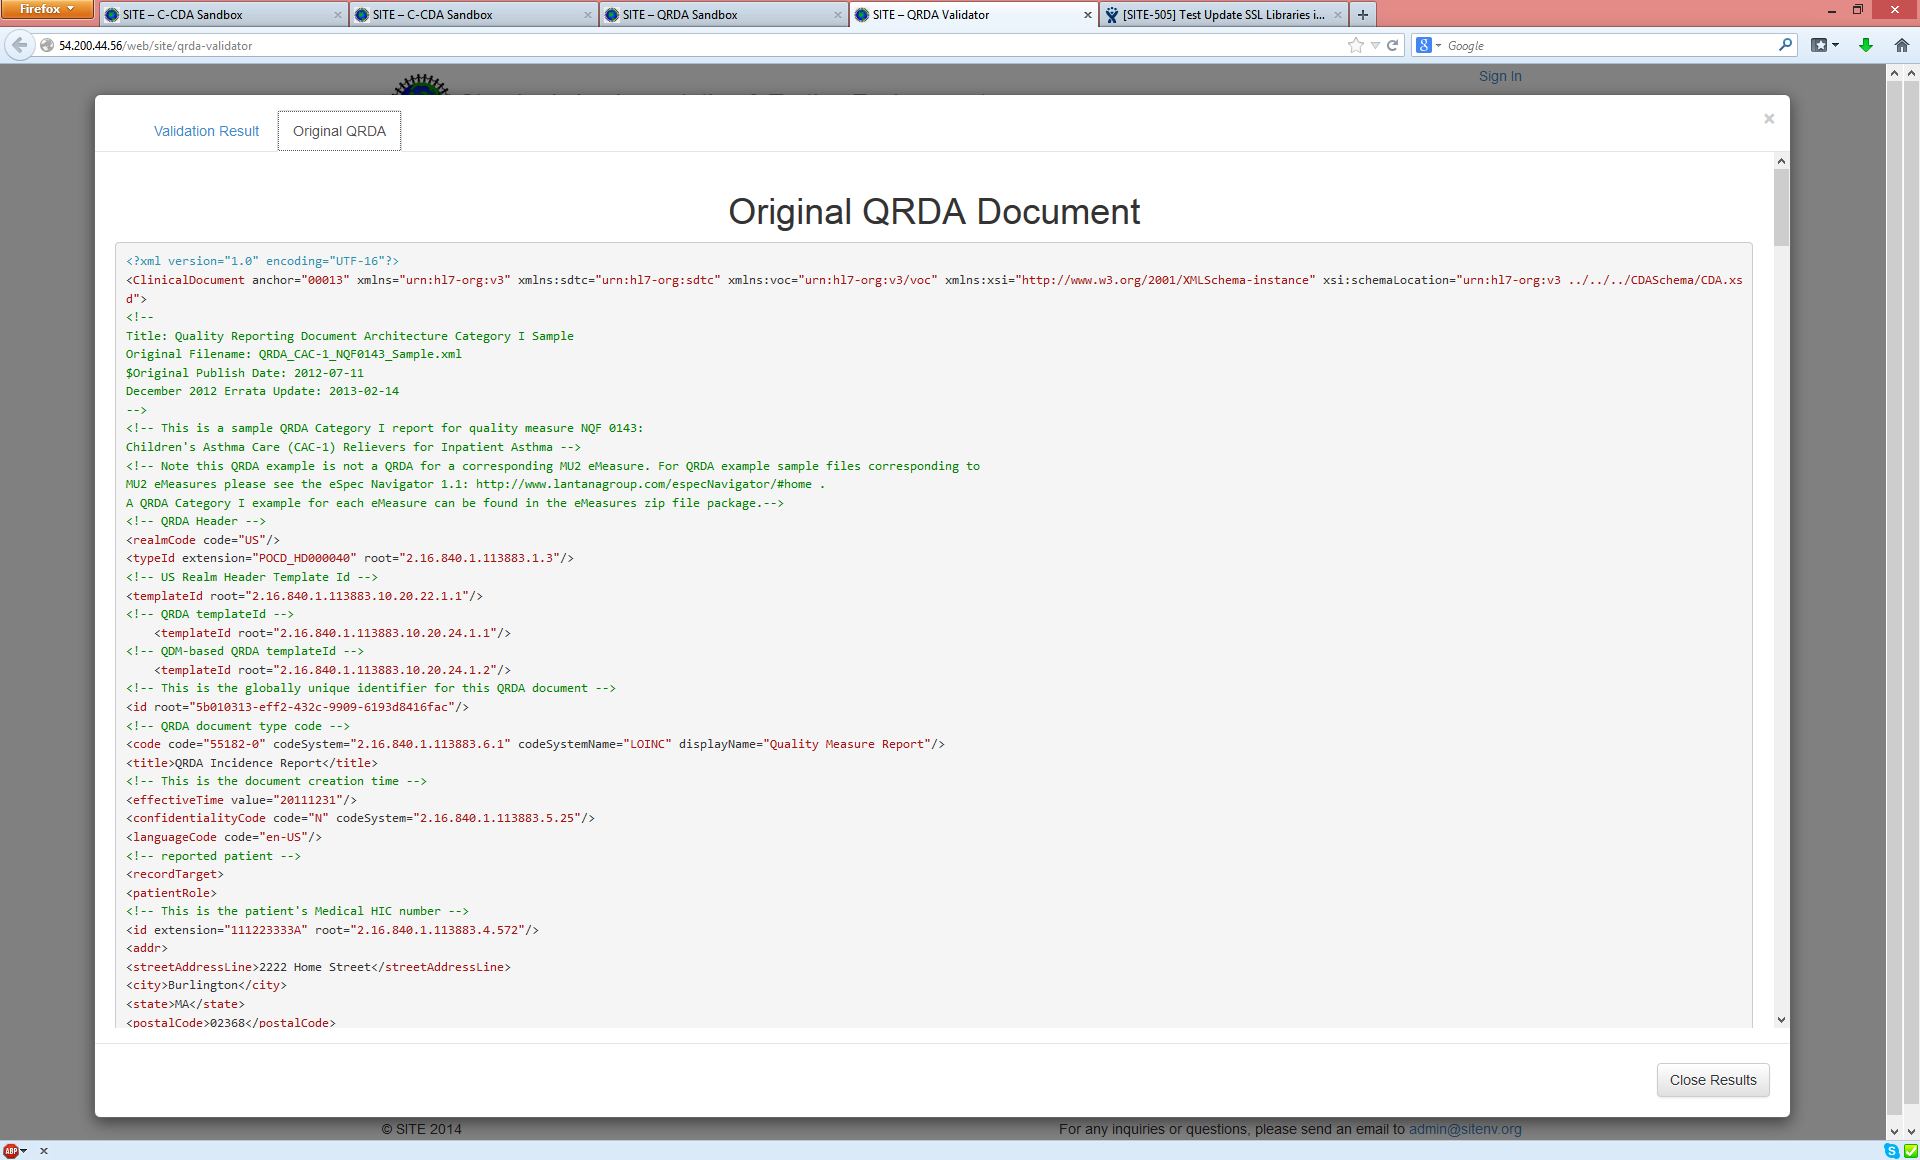 Firefox
SITE – C-CDA Sandbox
SITE – C-CDA Sandbox
SITE – QRDA Sandbox
SITE – QRDA Validator
[SITE-505] Test Update SSL Libraries i...
54.200.44.56/web/site/qrda-validator
Google
Sign In
Validation Result
Original QRDA
Original QRDA Document
<?xml version="1.0" encoding="UTF-16"?>
<ClinicalDocument anchor="00013" xmlns="urn:hl7-org:v3" xmlns:sdtc="urn:hl7-org:sdtc" xmlns:voc="urn:hl7-org:v3/voc" xmlns:xsi="http://www.w3.org/2001/XMLSchema-instance" xsi:schemaLocation="urn:hl7-org:v3 ../../../CDASchema/CDA.xs
d">
<!--
Title: Quality Reporting Document Architecture Category I Sample
Original Filename: QRDA_CAC-1_NQF0143_Sample.xml
$Original Publish Date: 2012-07-11
December 2012 Errata Update: 2013-02-14
-->
<!-- This is a sample QRDA Category I report for quality measure NQF 0143:
Children's Asthma Care (CAC-1) Relievers for Inpatient Asthma -->
<!-- Note this QRDA example is not a QRDA for a corresponding MU2 eMeasure. For QRDA example sample files corresponding to
MU2 eMeasures please see the eSpec Navigator 1.1: http://www.lantanagroup.com/especNavigator/#home .
A QRDA Category I example for each eMeasure can be found in the eMeasures zip file package.-->
<!-- QRDA Header -->
<realmCode code="US"/>
<typeId extension="POCD_HD000040" root="2.16.840.1.113883.1.3"/>
<!-- US Realm Header Template Id -->
<templateId root="2.16.840.1.113883.10.20.22.1.1"/>
<!-- QRDA templateId -->
<templateId root="2.16.840.1.113883.10.20.24.1.1"/>
<!-- QDM-based QRDA templateId -->
<templateId root="2.16.840.1.113883.10.20.24.1.2"/>
<!-- This is the globally unique identifier for this QRDA document -->
<id root="5b010313-eff2-432c-9909-6193d8416fac"/>
<!-- QRDA document type code -->
<code code="55182-0" codeSystem="2.16.840.1.113883.6.1" codeSystemName="LOINC" displayName="Quality Measure Report"/>
<title>QRDA Incidence Report</title>
<!-- This is the document creation time -->
<effectiveTime value="20111231"/>
<confidentialityCode code="N" codeSystem="2.16.840.1.113883.5.25"/>
<languageCode code="en-US"/>
<!-- reported patient -->
<recordTarget>
<patientRole>
<!-- This is the patient's Medical HIC number -->
<id extension="111223333A" root="2.16.840.1.113883.4.572"/>
<addr>
<streetAddressLine>2222 Home Street</streetAddressLine>
<city>Burlington</city>
<state>MA</state>
<postalCode>02368</postalCode>
Close Results
© SITE 2014
For any inquiries or questions, please send an email to admin@sitenv.org
ABP